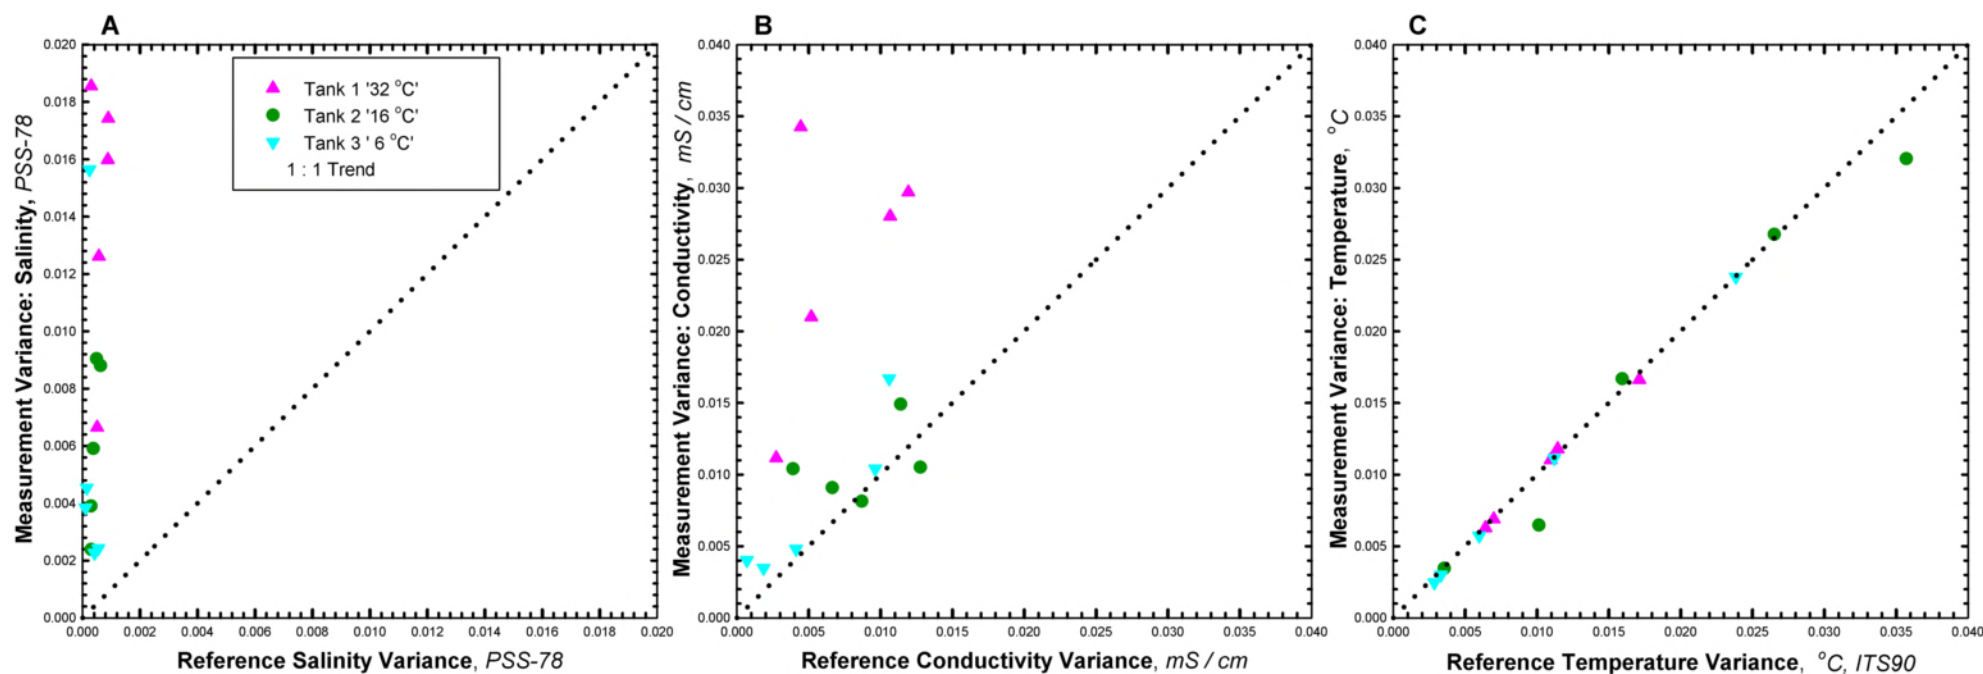 A
B
C
Measurement Variance: Salinity, PSS-78
0.020
0.018
0.016
0.014
0.012
0.010
0.008
0.006
0.004
0.002
0.000
Tank 1 '32 °C'
Tank 2 '16 °C'
Tank 3 ' 6 °C'
1 : 1 Trend
0.000 0.002 0.004 0.006 0.008 0.010 0.012 0.014 0.016 0.018 0.020
Reference Salinity Variance, PSS-78
Measurement Variance: Conductivity, mS / cm
0.040
0.035
0.030
0.025
0.020
0.015
0.010
0.005
0.000
0.000 0.005 0.010 0.015 0.020 0.025 0.030 0.035 0.040
Reference Conductivity Variance, mS / cm
Measurement Variance: Temperature, °C
0.040
0.035
0.030
0.025
0.020
0.015
0.010
0.005
0.000
0.000 0.005 0.010 0.015 0.020 0.025 0.030 0.035 0.040
Reference Temperature Variance, °C, ITS90